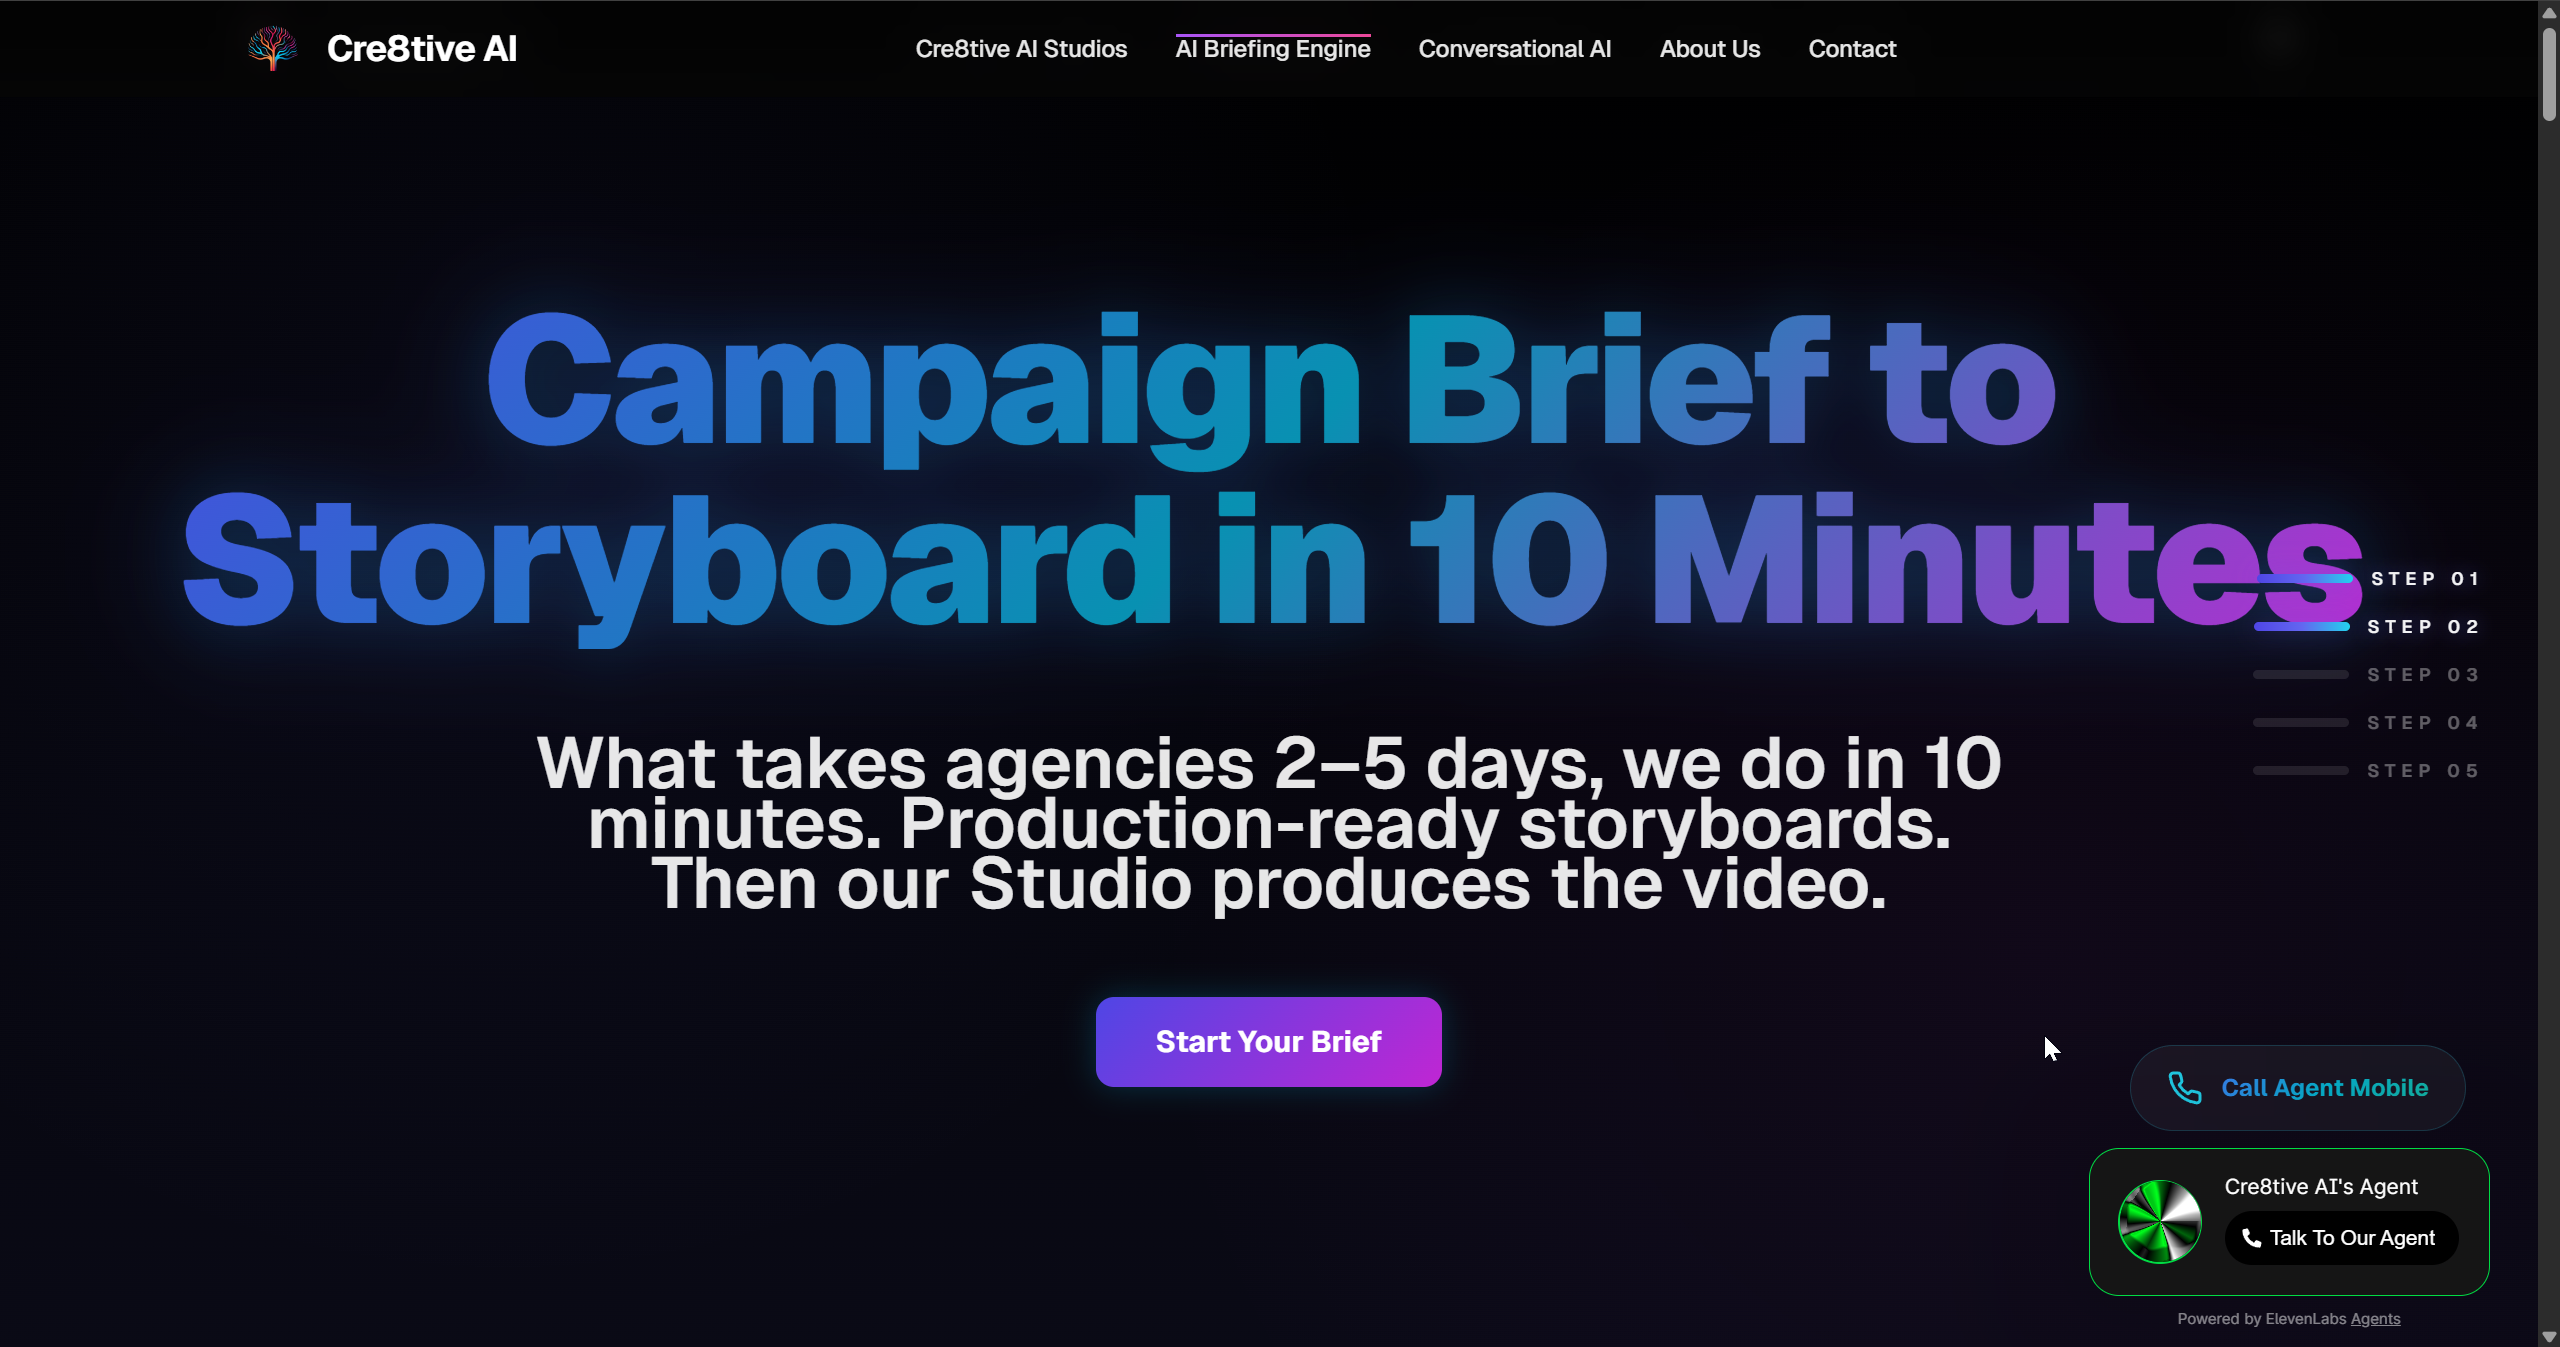 Cre8tive AI
Cre8tive AI Studios
AI Briefing Engine
Conversational AI
About Us
Contact
Campaign Brief to
Storyboard in 10 Minutes
STEP 01
STEP 02
STEP 03
STEP 04
STEP 05
What takes agencies 2–5 days, we do in 10
minutes. Production-ready storyboards.
Then our Studio produces the video.
Start Your Brief
Call Agent Mobile
Cre8tive AI's Agent
Talk To Our Agent
Powered by ElevenLabs Agents